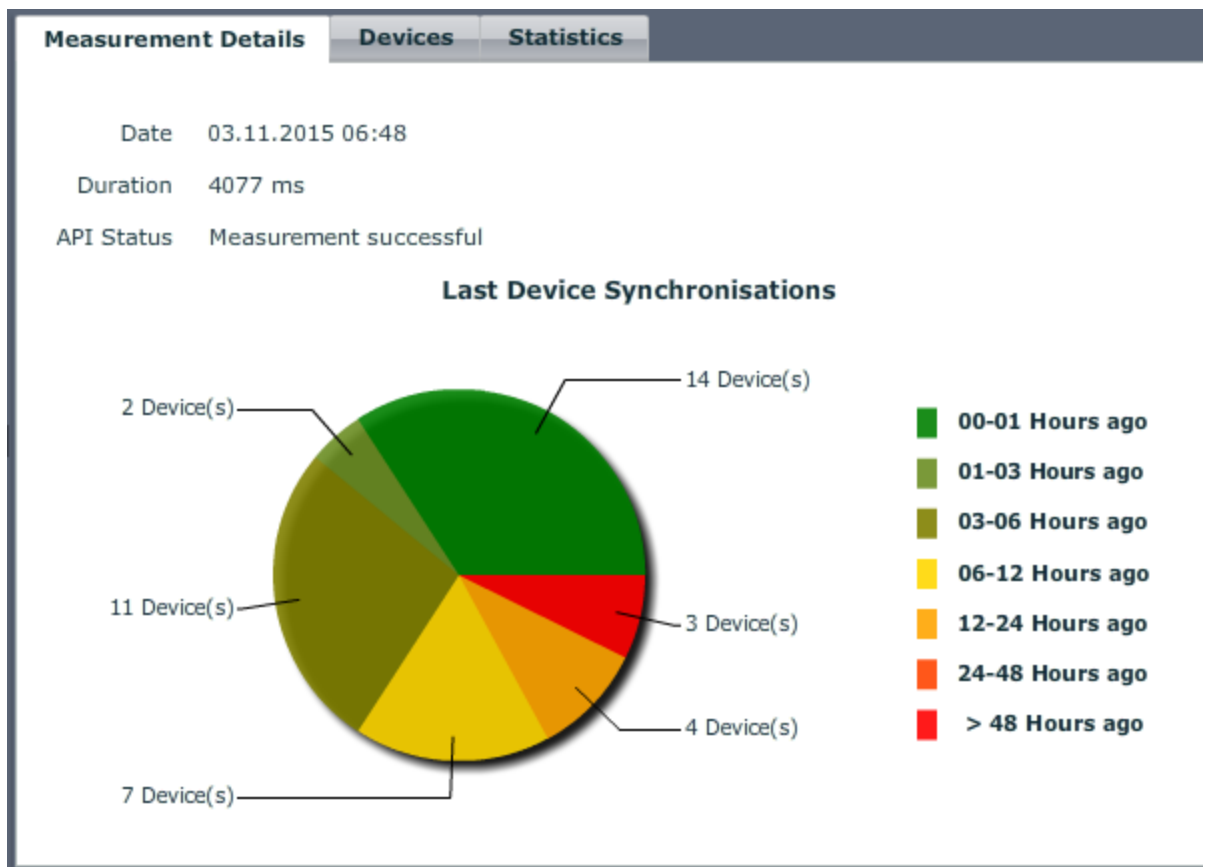 Measurement Details Devices Statistics
Date 03.11.2015 06:48
Duration 4077 ms
API Status Measurement successful
Last Device Synchronisations
14 Device(s)
2 Device(s)
11 Device(s)
3 Device(s)
4 Device(s)
7 Device(s)
00-01 Hours ago
01-03 Hours ago
03-06 Hours ago
06-12 Hours ago
12-24 Hours ago
24-48 Hours ago
> 48 Hours ago